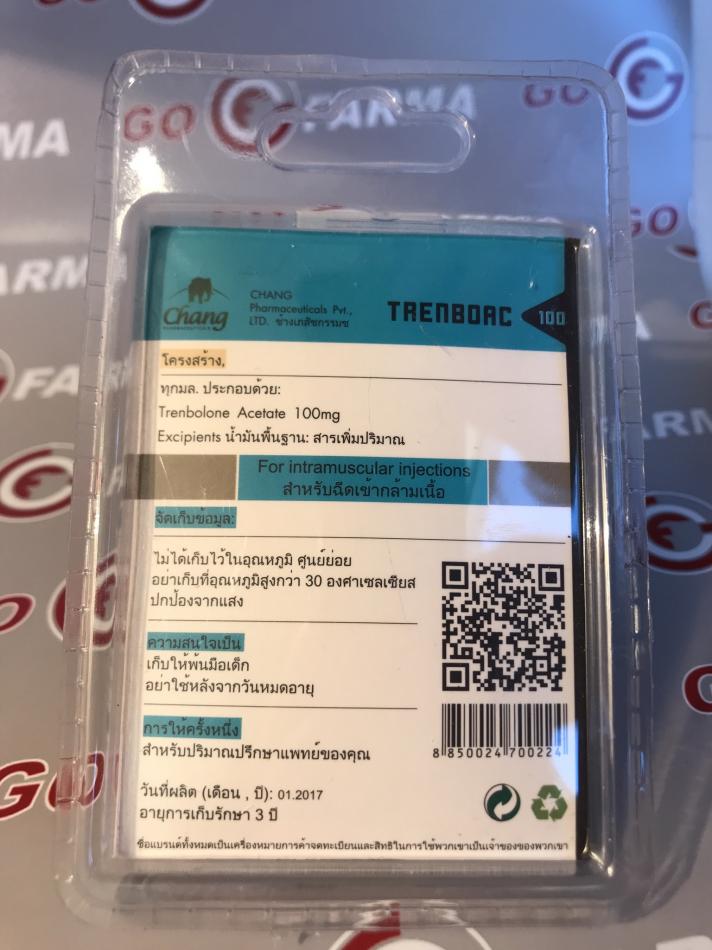 GO FARMA
GO
MA
GO
FARMA
ARMA
FA
FARM
GO
Chang
PHARMACEUTICALS
CHANG
Pharmaceuticals Pvt.,
LTD. ช้างเภสัชกรรมช
TRENBOAC
100
โครงสร้าง,
ทุกมล. ประกอบด้วย:
Trenbolone Acetate 100mg
Excipients น้ำมันพื้นฐาน: สารเพิ่มปริมาณ
For intramuscular injections
สำหรับฉีดเข้ากล้ามเนื้อ
จัดเก็บข้อมูล:
ไม่ได้เก็บไว้ในอุณหภูมิ ศูนย์ย่อย
อย่าเก็บที่อุณหภูมิสูงกว่า 30 องศาเซลเซียส
ปกป้องจากแสง
ความสนใจเป็น
เก็บให้พ้นมือเด็ก
อย่าใช้หลังจากวันหมดอายุ
การให้ครั้งหนึ่ง
สำหรับปริมาณปรึกษาแพทย์ของคุณ
8 850024 700224
วันที่ผลิต (เดือน , ปี): 01.2017
อายุการเก็บรักษา 3 ปี
ชื่อแบรนด์ทั้งหมดเป็นเครื่องหมายการค้าจดทะเบียนและสิทธิในการใช้พวกเขาเป็นเจ้าของของพวกเขา